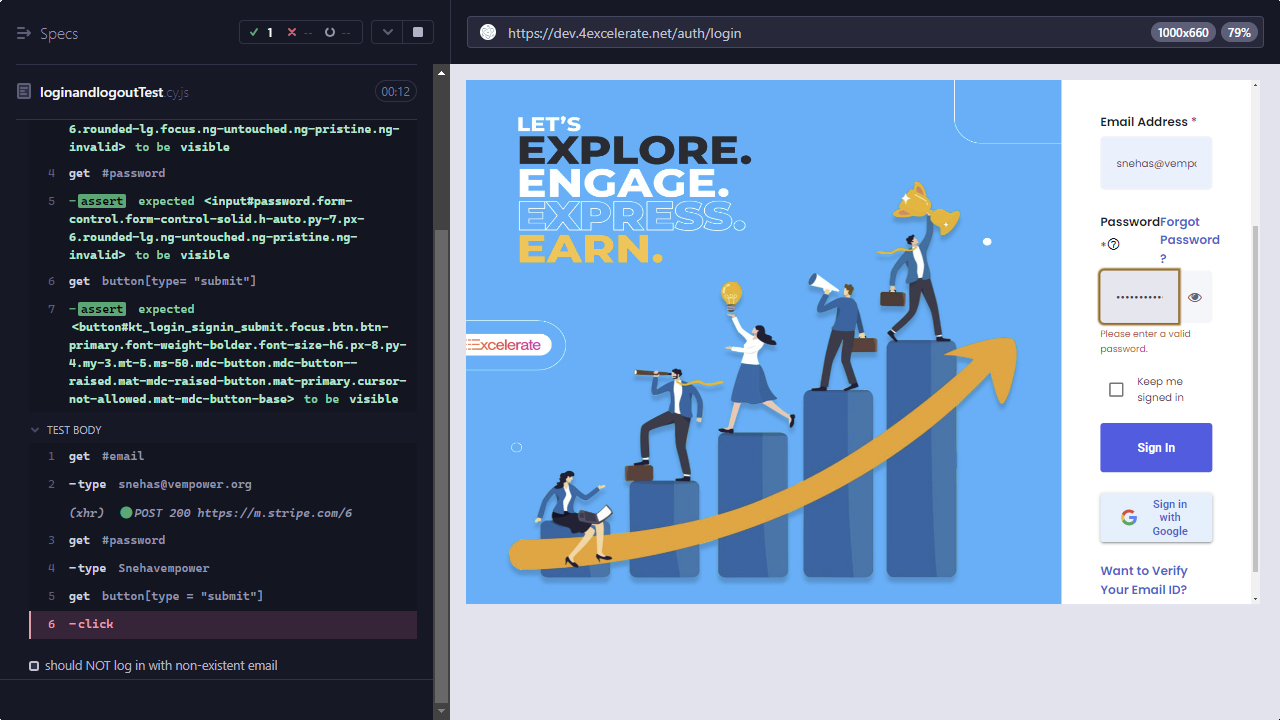 Specs
1
--
--
https://dev.4excelerate.net/auth/login
1000x660
79%
loginandlogoutTest.cy.js
00:12
6.rounded-lg.focus.ng-untouched.ng-pristine.ng-
invalid> to be visible
4 get #password
5 -assert expected <input#password.form-
control.form-control-solid.h-auto.py-7.px-
6.rounded-lg.ng-untouched.ng-pristine.ng-
invalid> to be visible
6 get button[type= "submit"]
7 -assert expected
<button#kt_login_signin_submit.focus.btn.btn-
primary.font-weight-bolder.font-size-h6.px-8.py-
4.my-3.mt-5.ms-50.mdc-button.mdc-button--
raised.mat-mdc-raised-button.mat-primary.cursor-
not-allowed.mat-mdc-button-base> to be visible
TEST BODY
1 get #email
2 -type snehas@vempower.org
(xhr) POST 200 https://m.stripe.com/6
3 get #password
4 -type Snehavempower
5 get button[type = "submit"]
6 -click
should NOT log in with non-existent email
LET'S
EXPLORE.
ENGAGE.
EXPRESS.
EARN.
Excelerate
Email Address *
snehas@vemp
Password
*
Forgot
Password
?
Please enter a valid
password.
Keep me
signed in
Sign In
Sign in
with
Google
Want to Verify
Your Email ID?